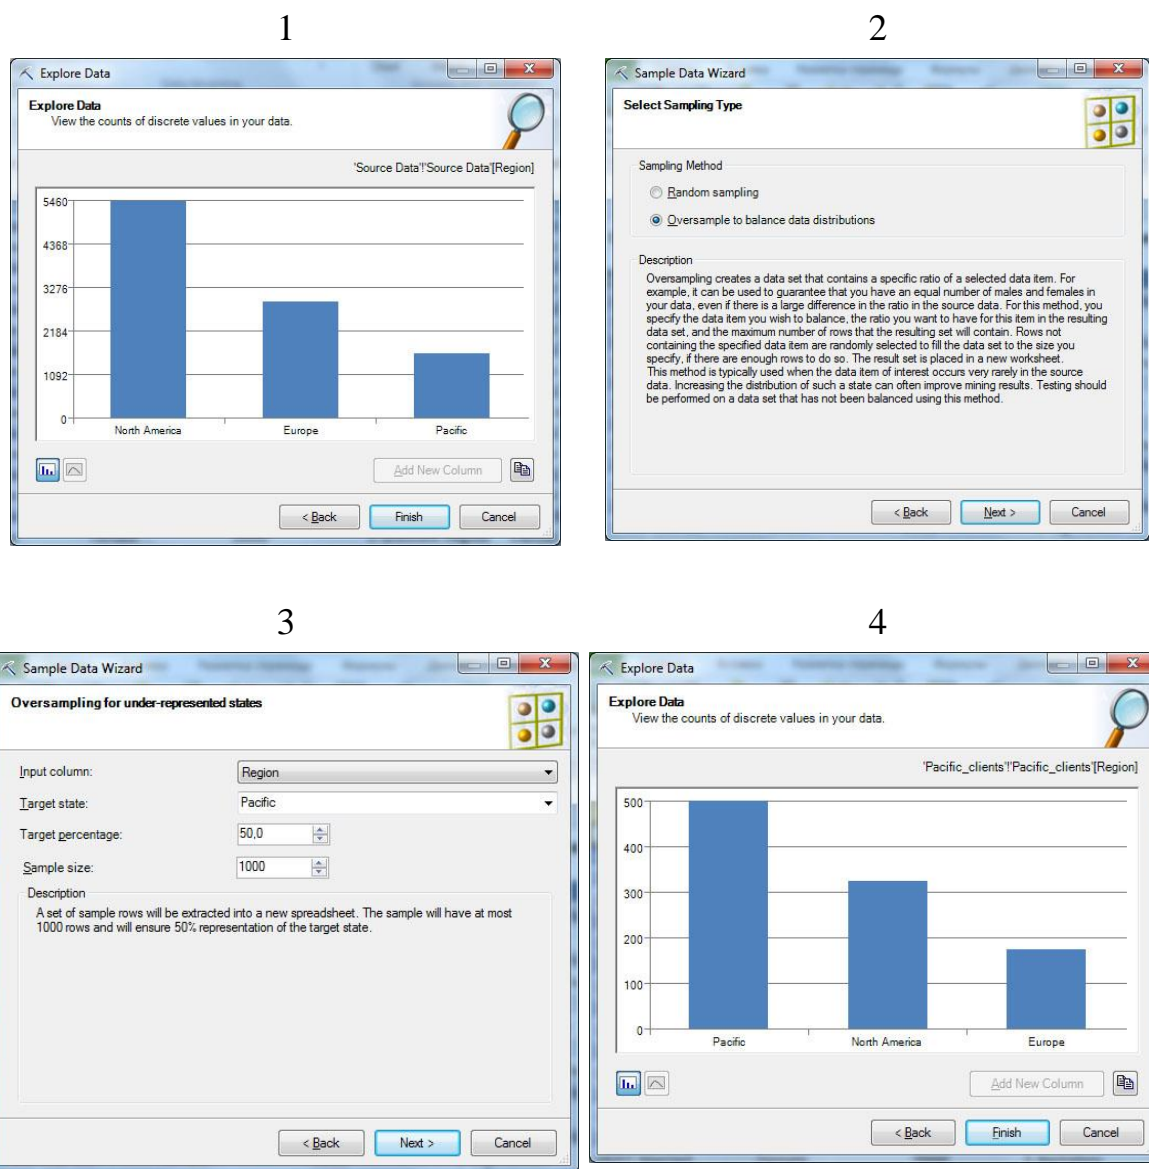 1
Explore Data
Explore Data
View the counts of discrete values in your data.
'Source Data'!'Source Data'[Region]
5460
4368
3276
2184
1092
0
North America
Europe
Pacific
Add New Column
< Back
Finish
Cancel
2
Sample Data Wizard
Select Sampling Type
Sampling Method
Random sampling
Oversample to balance data distributions
Description
Oversampling creates a data set that contains a specific ratio of a selected data item. For
example, it can be used to guarantee that you have an equal number of males and females in
your data, even if there is a large difference in the ratio in the source data. For this method, you
specify the data item you wish to balance, the ratio you want to have for this item in the resulting
data set, and the maximum number of rows that the resulting set will contain. Rows not
containing the specified data item are randomly selected to fill the data set to the size you
specify, if there are enough rows to do so. The result set is placed in a new worksheet.
This method is typically used when the data item of interest occurs very rarely in the source
data. Increasing the distribution of such a state can often improve mining results. Testing should
be performed on a data set that has not been balanced using this method.
< Back
Next >
Cancel
3
Sample Data Wizard
Oversampling for under-represented states
Input column:
Region
Target state:
Pacific
Target percentage:
50,0
Sample size:
1000
Description
A set of sample rows will be extracted into a new spreadsheet. The sample will have at most
1000 rows and will ensure 50% representation of the target state.
< Back
Next >
Cancel
4
Explore Data
Explore Data
View the counts of discrete values in your data.
'Pacific_clients'!'Pacific_clients'[Region]
500
400
300
200
100
0
Pacific
North America
Europe
Add New Column
< Back
Finish
Cancel